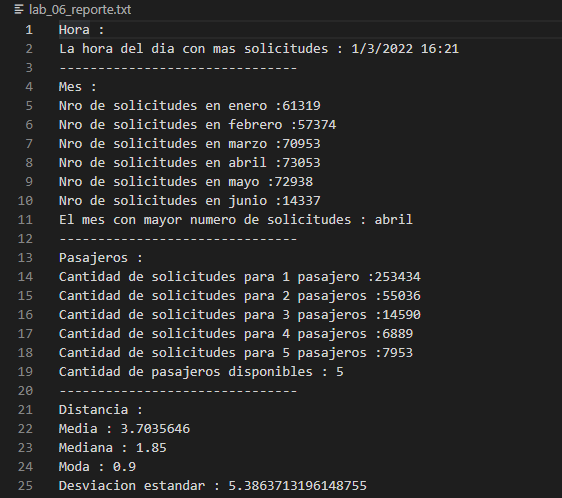 lab_06_reporte.txt
1 Hora :
2 La hora del dia con mas solicitudes : 1/3/2022 16:21
3 ------------------------------
4 Mes :
5 Nro de solicitudes en enero :61319
6 Nro de solicitudes en febrero :57374
7 Nro de solicitudes en marzo :70953
8 Nro de solicitudes en abril :73053
9 Nro de solicitudes en mayo :72938
10 Nro de solicitudes en junio :14337
11 El mes con mayor numero de solicitudes : abril
12 ------------------------------
13 Pasajeros :
14 Cantidad de solicitudes para 1 pasajero :253434
15 Cantidad de solicitudes para 2 pasajeros :55036
16 Cantidad de solicitudes para 3 pasajeros :14590
17 Cantidad de solicitudes para 4 pasajeros :6889
18 Cantidad de solicitudes para 5 pasajeros :7953
19 Cantidad de pasajeros disponibles : 5
20 ------------------------------
21 Distancia :
22 Media : 3.7035646
23 Mediana : 1.85
24 Moda : 0.9
25 Desviacion estandar : 5.3863713196148755